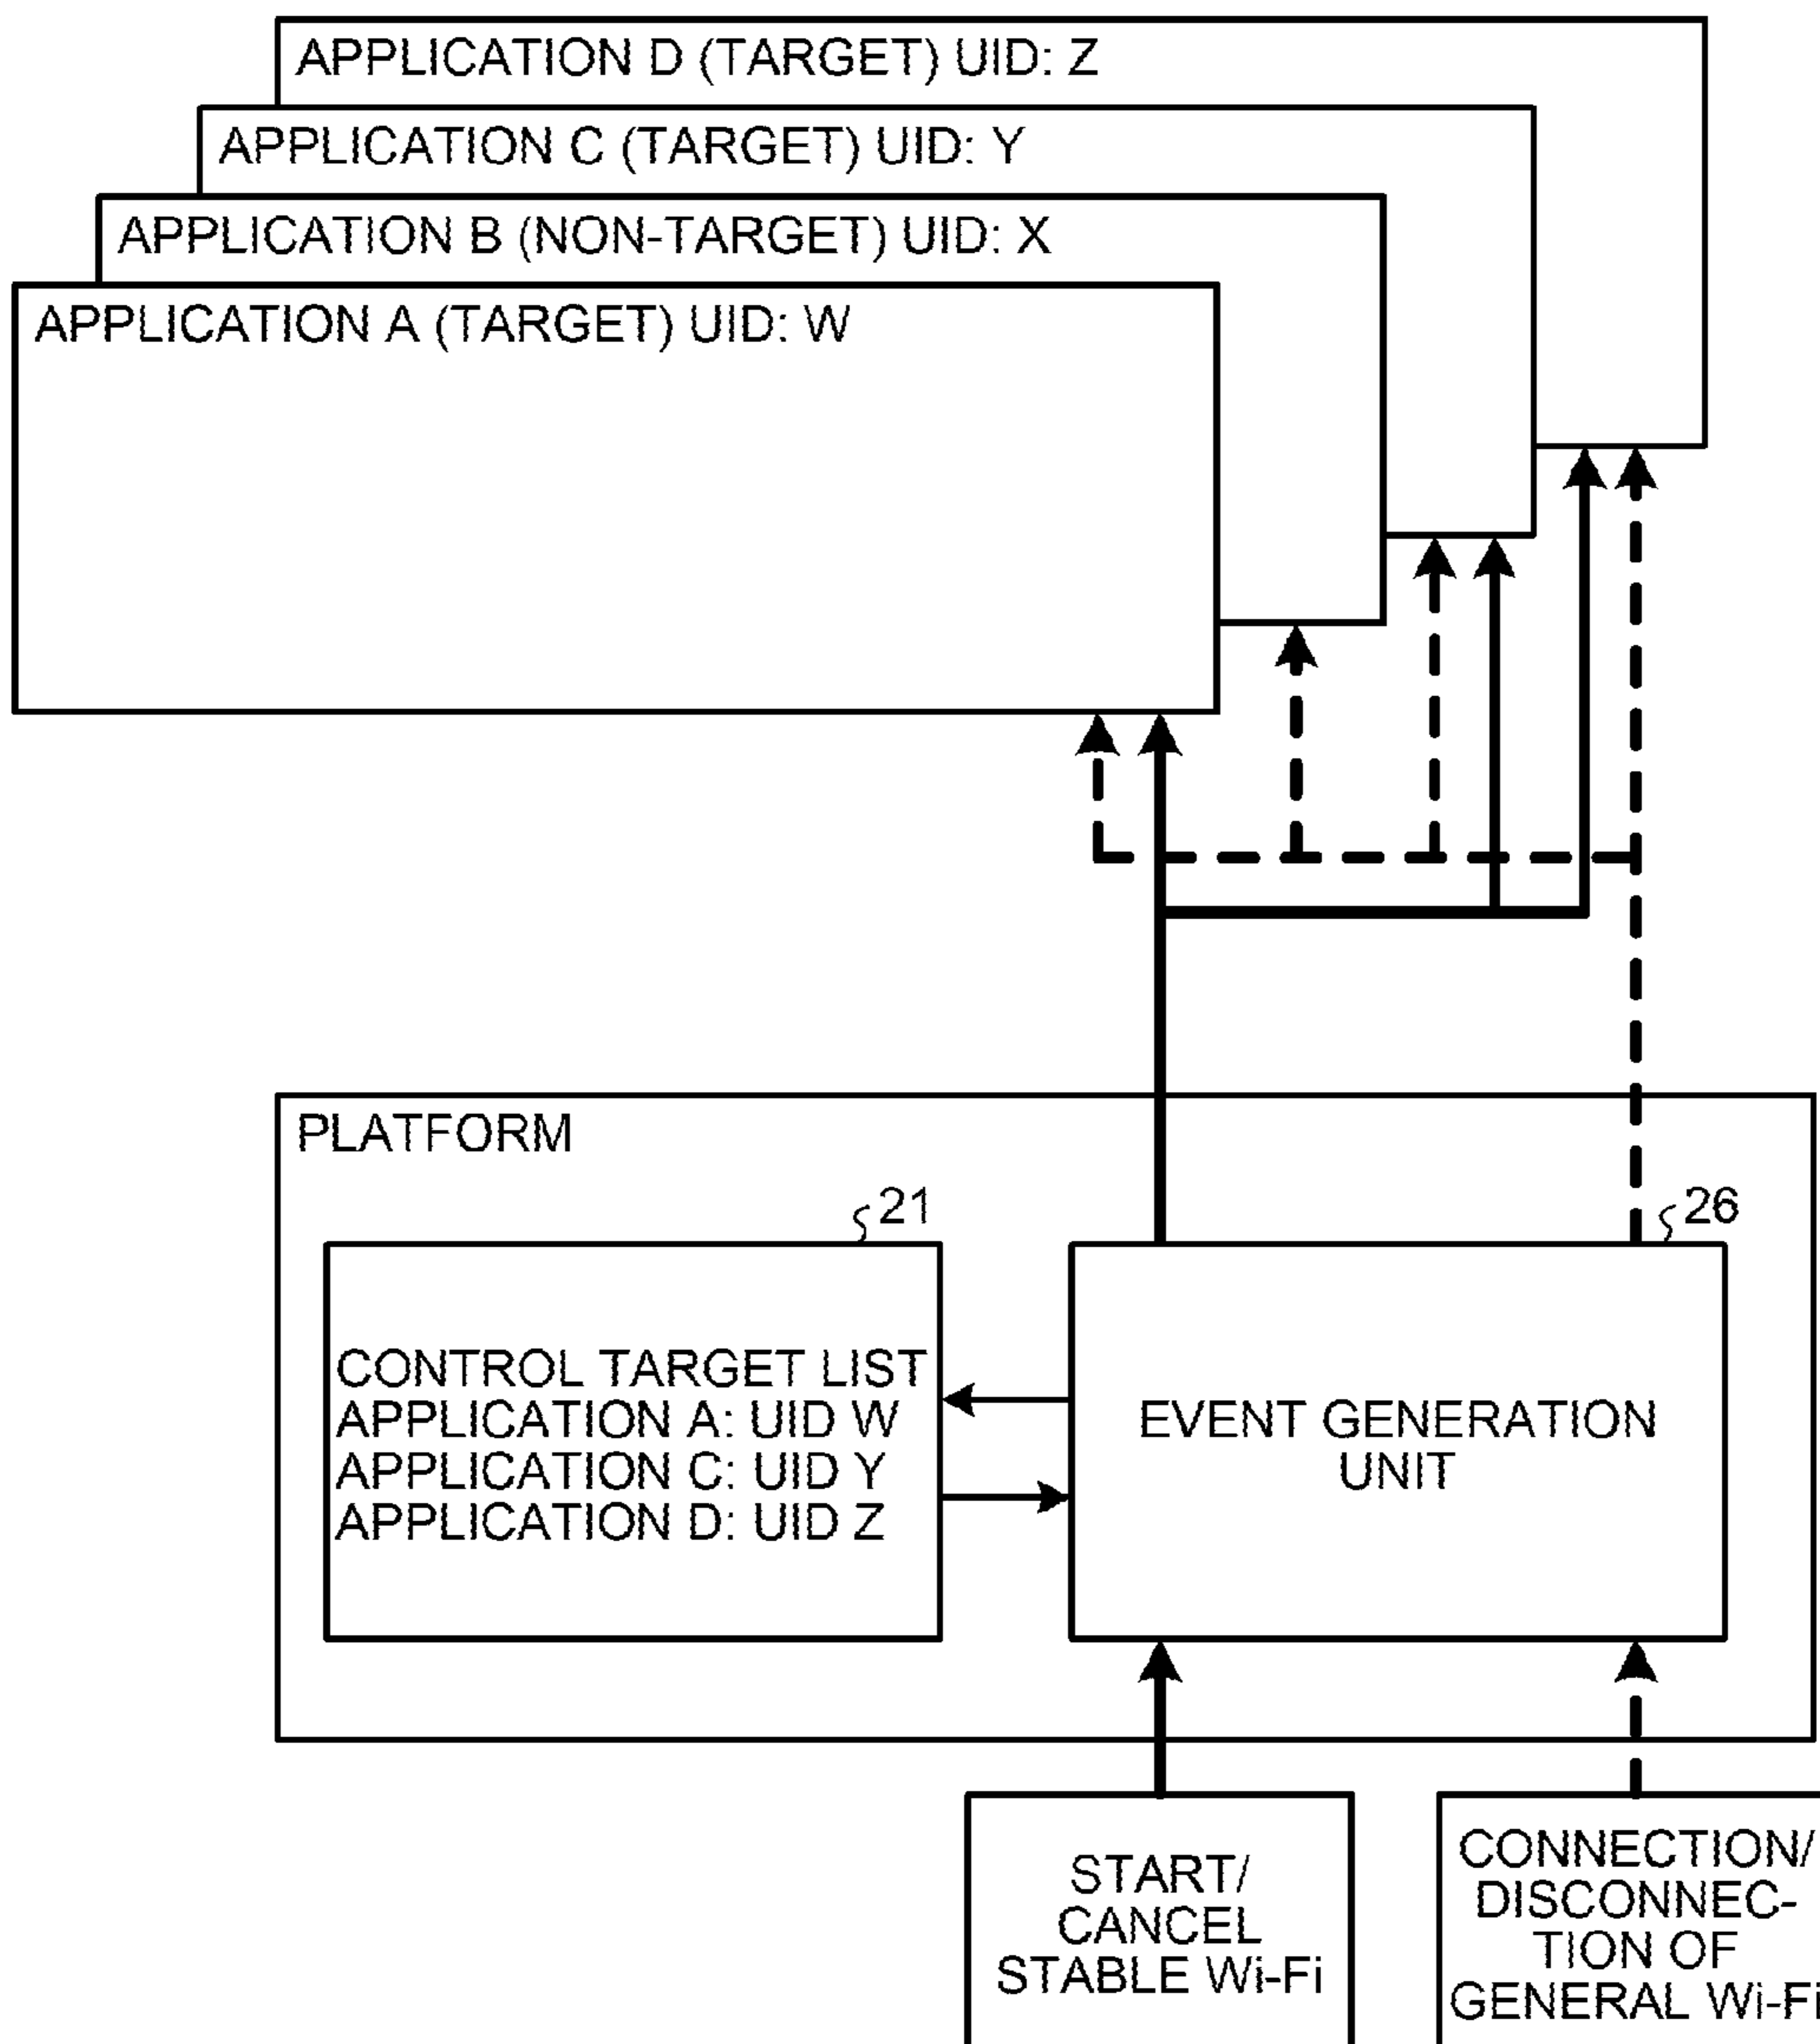 APPLICATION D (TARGET) UID: Z
APPLICATION C (TARGET) UID: Y
APPLICATION B (NON-TARGET) UID: X
APPLICATION A (TARGET) UID: W
PLATFORM
21
26
CONTROL TARGET LIST
APPLICATION A: UID W
APPLICATION C: UID Y
APPLICATION D: UID Z
EVENT GENERATION
UNIT
START/
CANCEL
STABLE Wi-Fi
CONNECTION/
DISCONNEC-
TION OF
GENERAL Wi-Fi